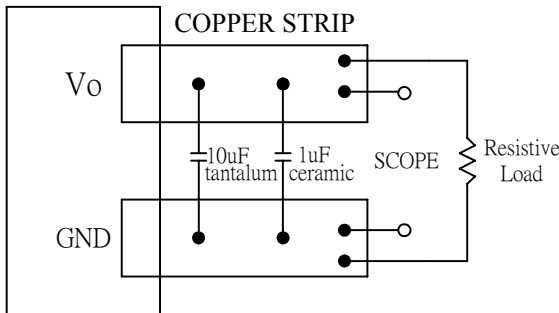 COPPER STRIP
Vo
10uF
tantalum
1uF
ceramic
SCOPE
Resistive
Load
GND